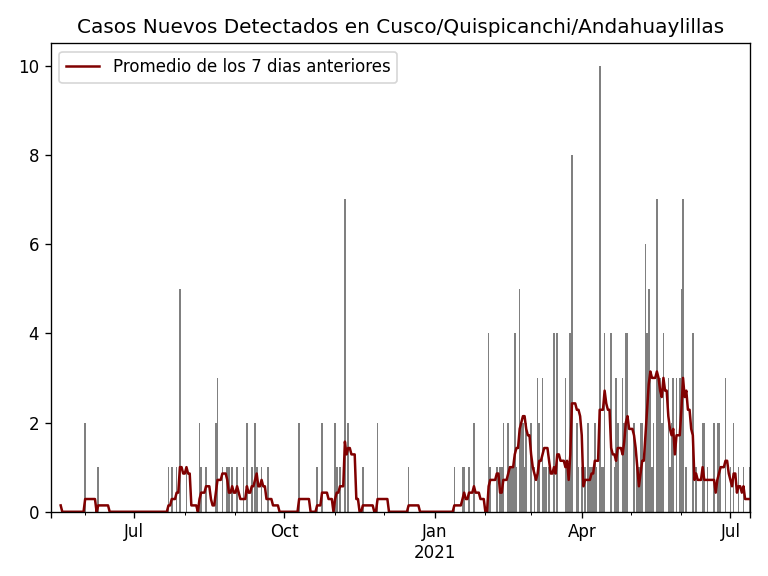 Casos Nuevos Detectados en Cusco/Quispicanchi/Andahuaylillas
Promedio de los 7 dias anteriores
10
8
6
4
2
0
Jul
Oct
Jan
2021
Apr
Jul